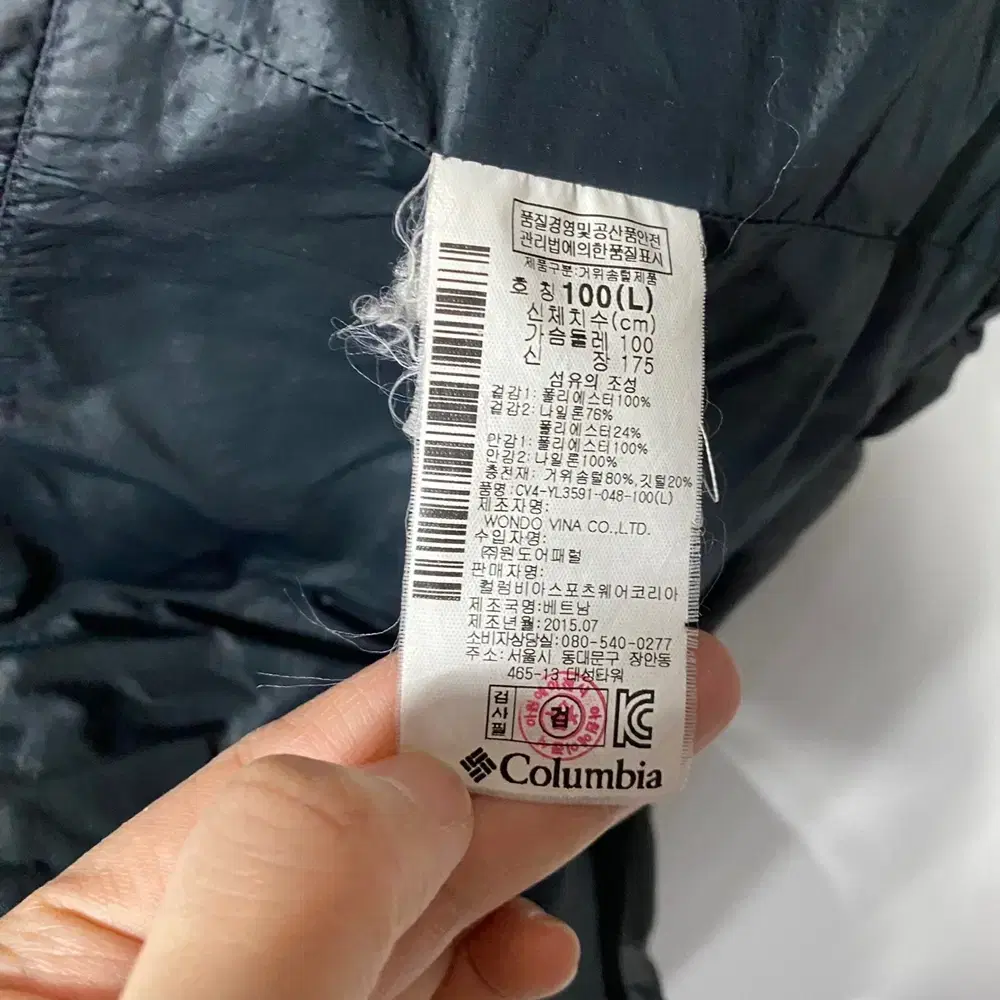 품질경영및공산품안전
관리법에의한품질표시
제품구분:거위솜털제품
호 칭 100(L)
신체치수(cm)
가슴둘레 100
신 장 175
섬유의 조성
겉감1: 폴리에스터100%
겉감2: 나일론76%
폴리에스터24%
안감1: 폴리에스터100%
안감2: 나일론100%
충전재: 거위솜털80%, 깃털20%
품명:CV4-YL3591-048-100(L)
제조자명:
WONDO VINA CO.,LTD.
수입자명:
㈜원도어패럴
판매자명:
컬럼비아스포츠웨어코리아
제조국명:베트남
제조년월:2015.07
소비자상담실:080-540-0277
주소:서울시 동대문구 장안동
465-13 대성타워
검사필
검
Columbia